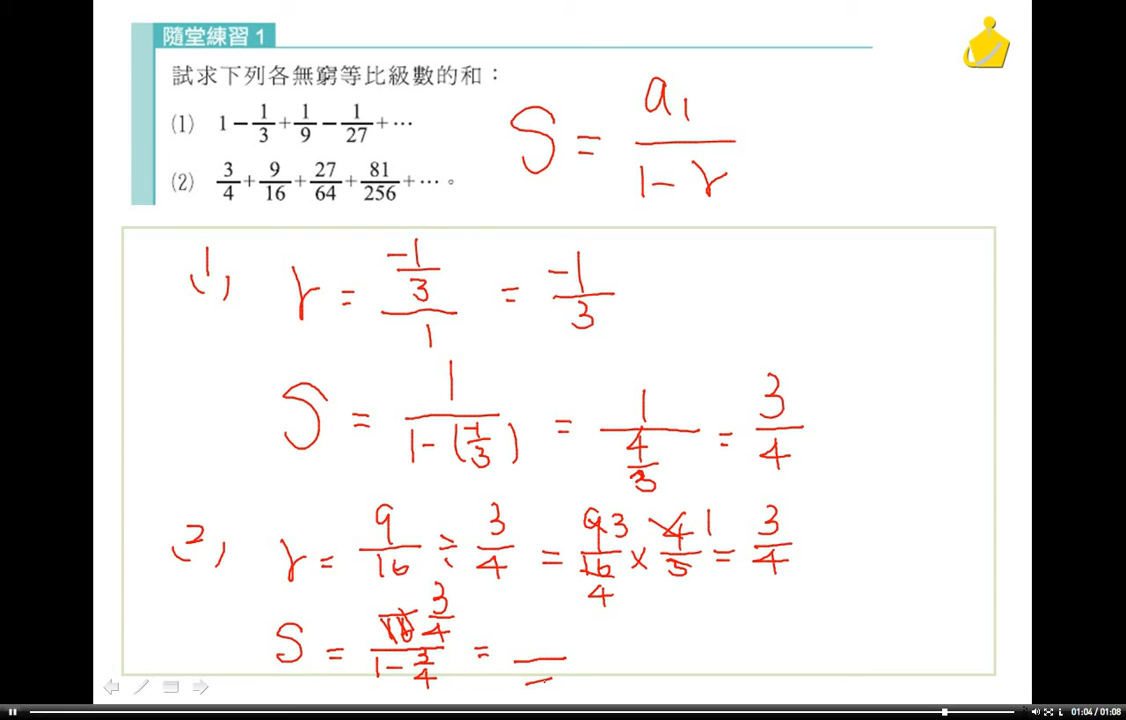 隨堂練習 1
試求下列各無窮等比級數的和：
(1) 1 - 1/3 + 1/9 - 1/27 + ⋯
(2) 3/4 + 9/16 + 27/64 + 81/256 + ⋯。
S = a₁/(1 - r)
(1) r = (-1/3)/1 = -1/3
S = 1/(1 - (-1/3)) = 1/(4/3) = 3/4
(2) r = 9/16 ÷ 3/4 = 9/16 × 4/3 = 3/4
S = (3/4)/(1 - 3/4) =
01:04 / 01:08